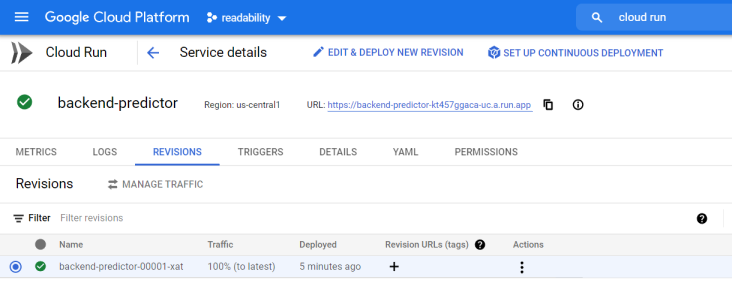 Google Cloud Platform readability cloud run
Cloud Run Service details EDIT & DEPLOY NEW REVISION SET UP CONTINUOUS DEPLOYMENT
backend-predictor Region: us-central1 URL: https://backend-predictor-kt457ggaca-uc.a.run.app
METRICS LOGS REVISIONS TRIGGERS DETAILS YAML PERMISSIONS
Revisions MANAGE TRAFFIC
Filter Filter revisions
Name Traffic Deployed Revision URLs (tags) Actions
backend-predictor-00001-xat 100% (to latest) 5 minutes ago